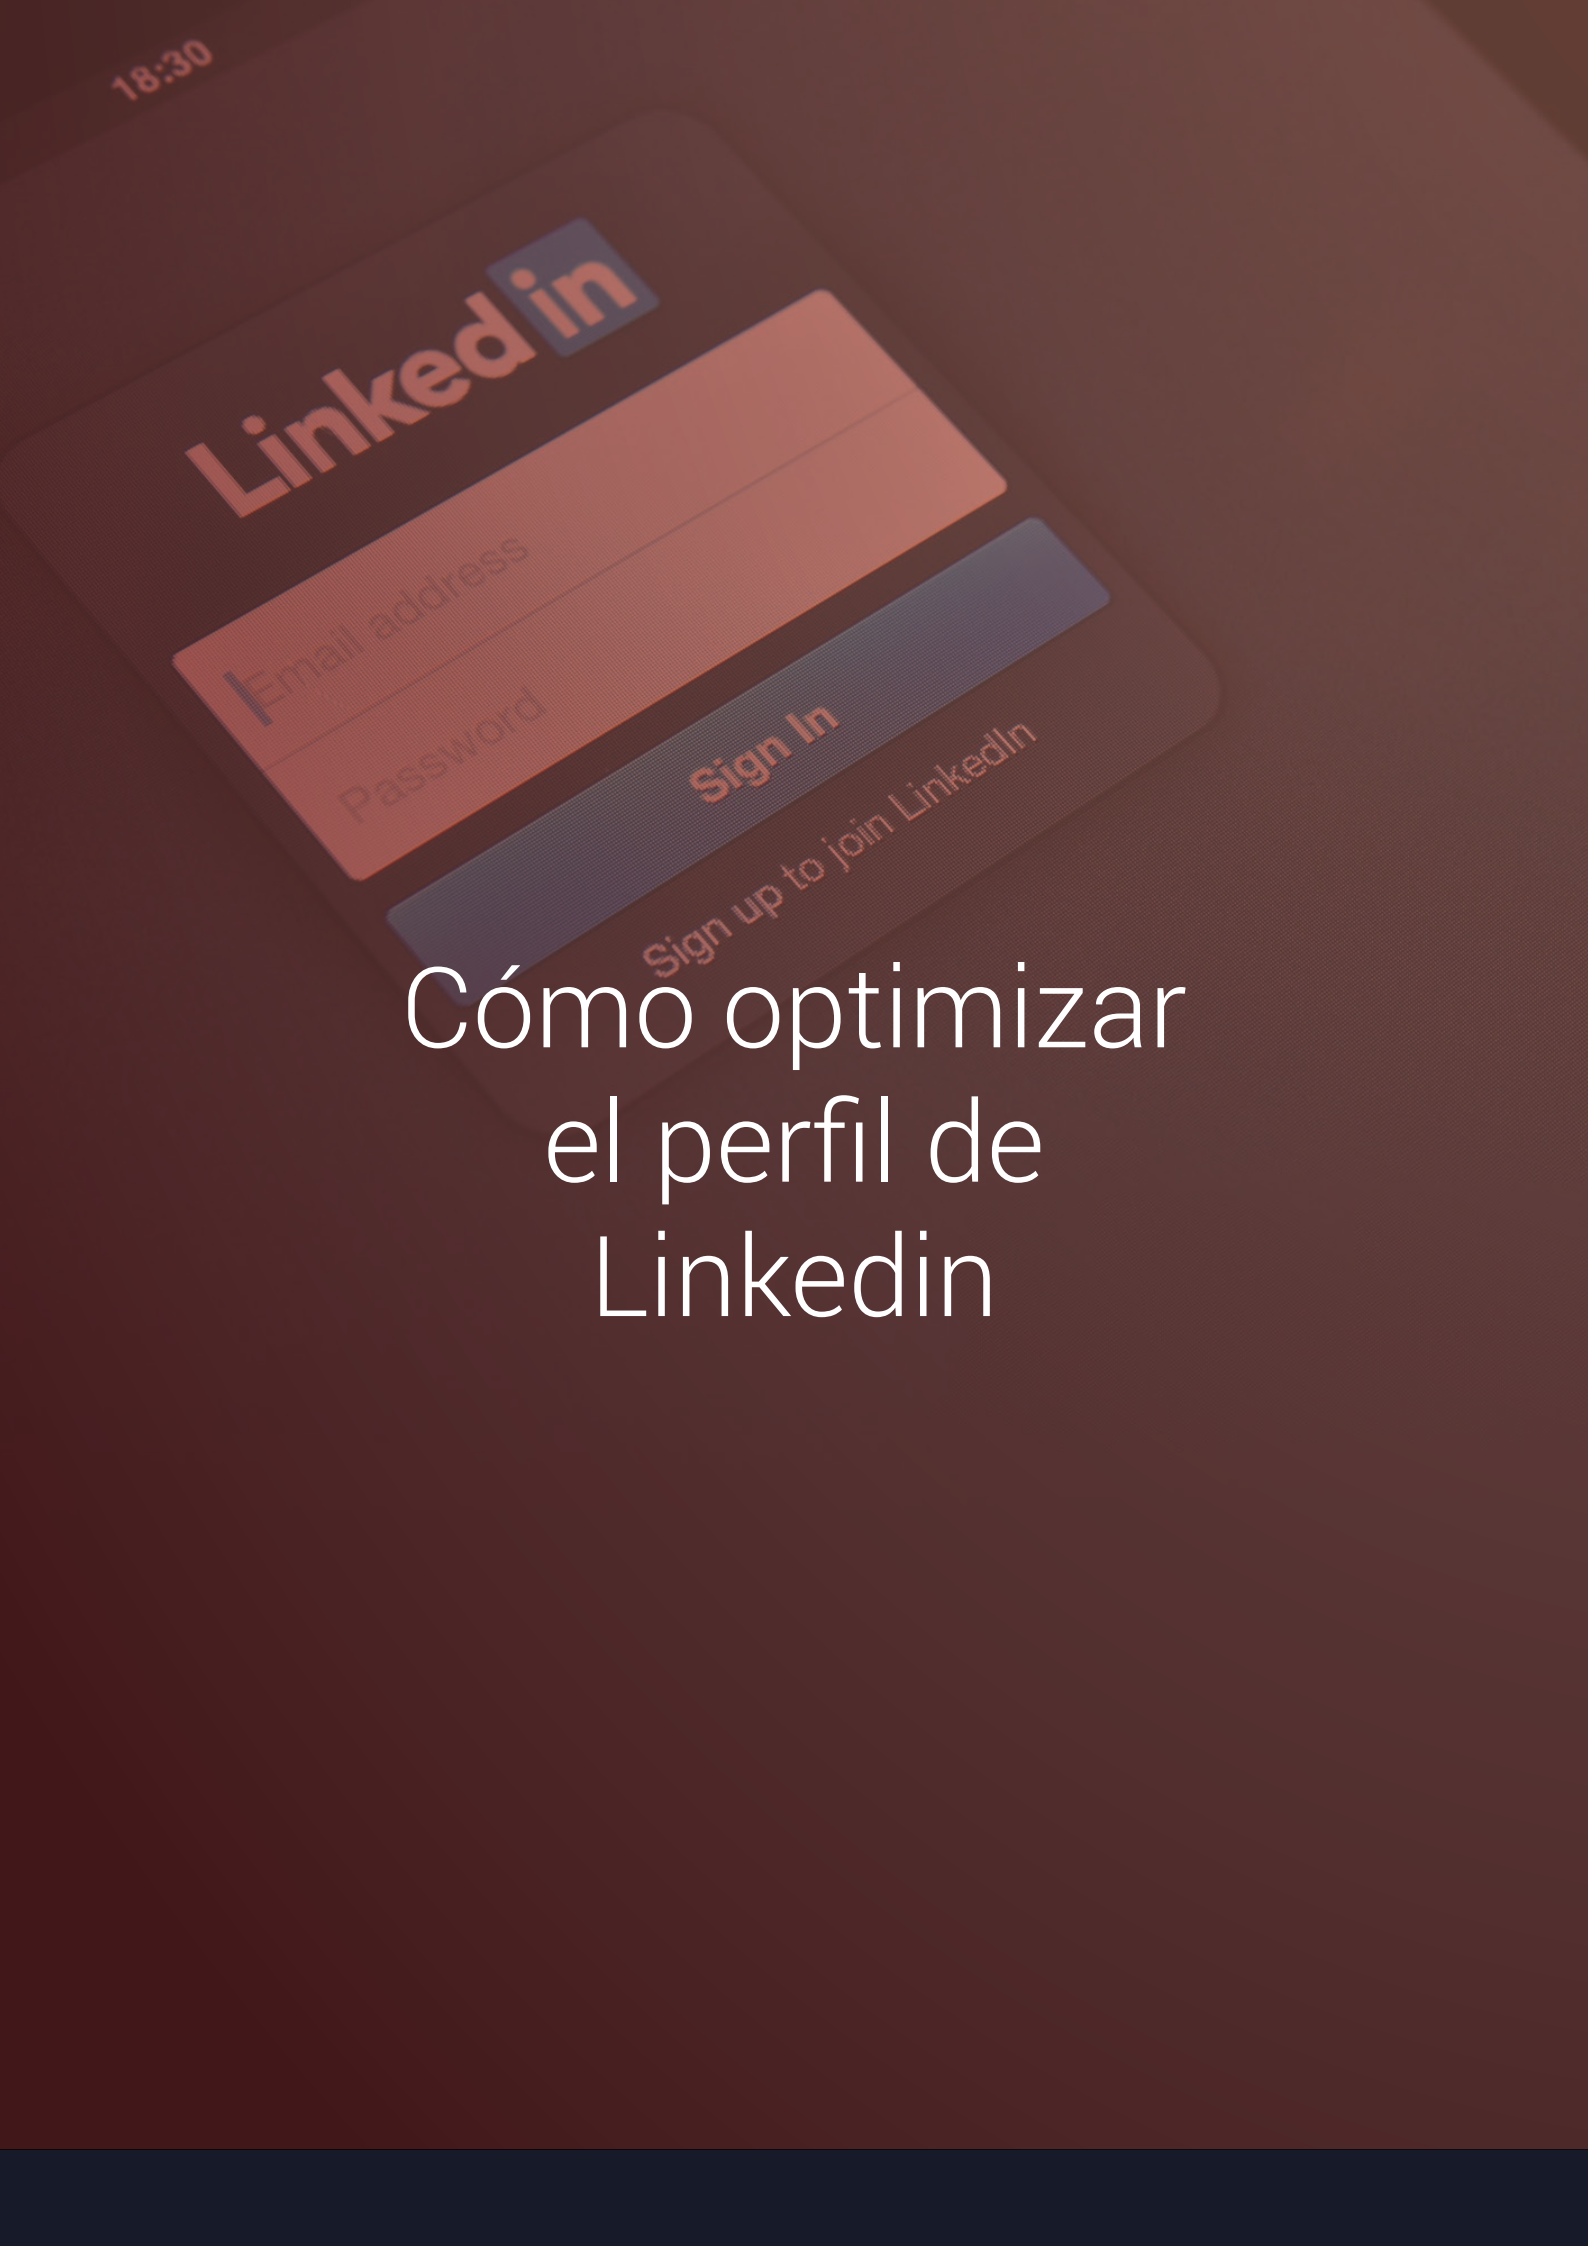 18:30
Linkedin
Email address
Password
Sign In
Sign up to join LinkedIn
Cómo optimizar
el perfil de
Linkedin